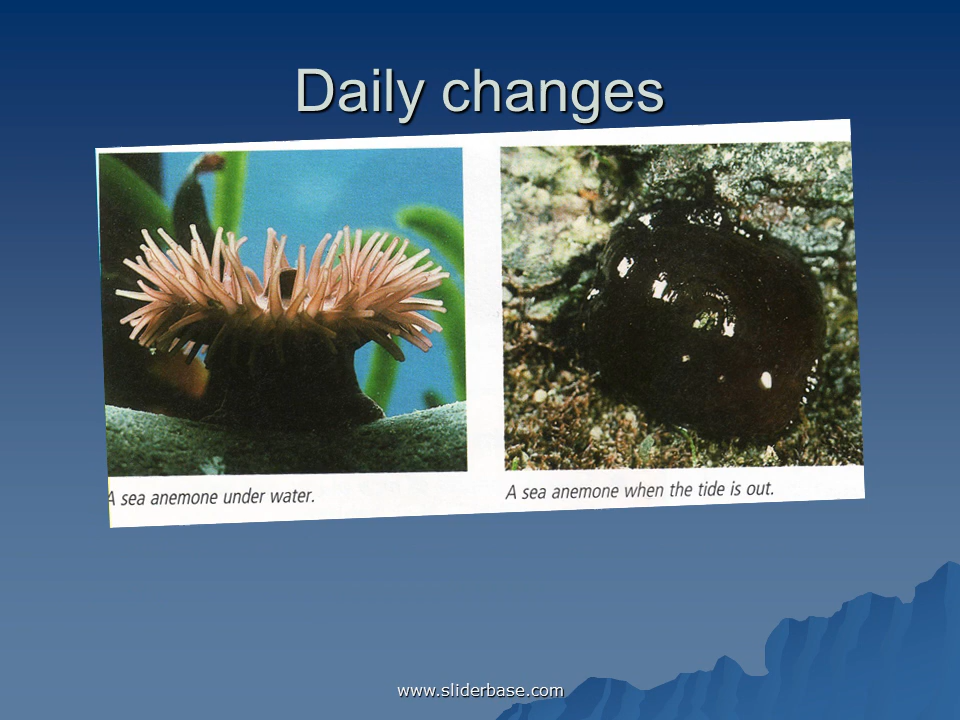 Daily changes
A sea anemone under water.
A sea anemone when the tide is out.
www.sliderbase.com